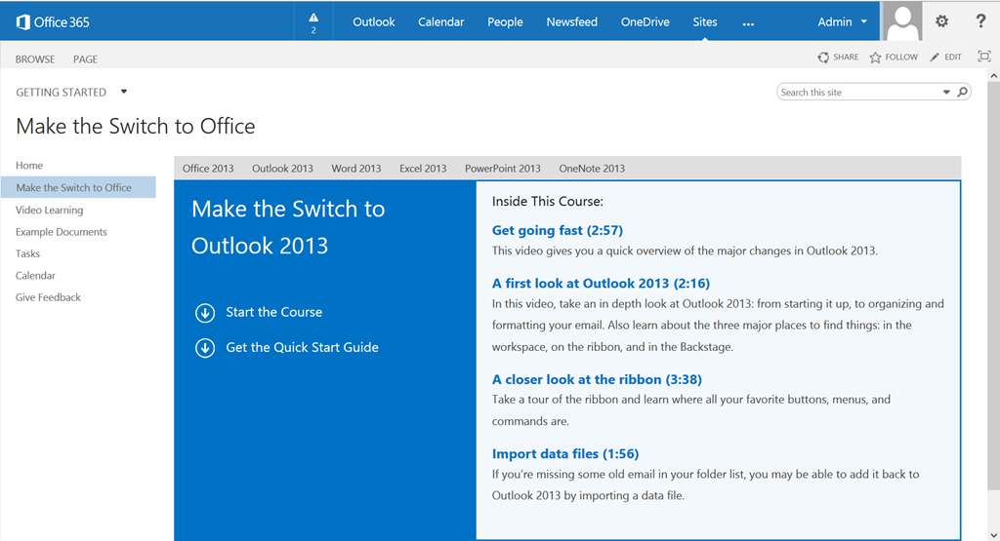 Office 365
2
Outlook Calendar People Newsfeed OneDrive Sites ...
Admin
?
BROWSE PAGE
SHARE FOLLOW EDIT
GETTING STARTED
Search this site
Make the Switch to Office
Home
Make the Switch to Office
Video Learning
Example Documents
Tasks
Calendar
Give Feedback
Office 2013 Outlook 2013 Word 2013 Excel 2013 PowerPoint 2013 OneNote 2013
Make the Switch to
Outlook 2013
Start the Course
Get the Quick Start Guide
Inside This Course:
Get going fast (2:57)
This video gives you a quick overview of the major changes in Outlook 2013.
A first look at Outlook 2013 (2:16)
In this video, take an in depth look at Outlook 2013: from starting it up, to organizing and
formatting your email. Also learn about the three major places to find things: in the
workspace, on the ribbon, and in the Backstage.
A closer look at the ribbon (3:38)
Take a tour of the ribbon and learn where all your favorite buttons, menus, and
commands are.
Import data files (1:56)
If you're missing some old email in your folder list, you may be able to add it back to
Outlook 2013 by importing a data file.